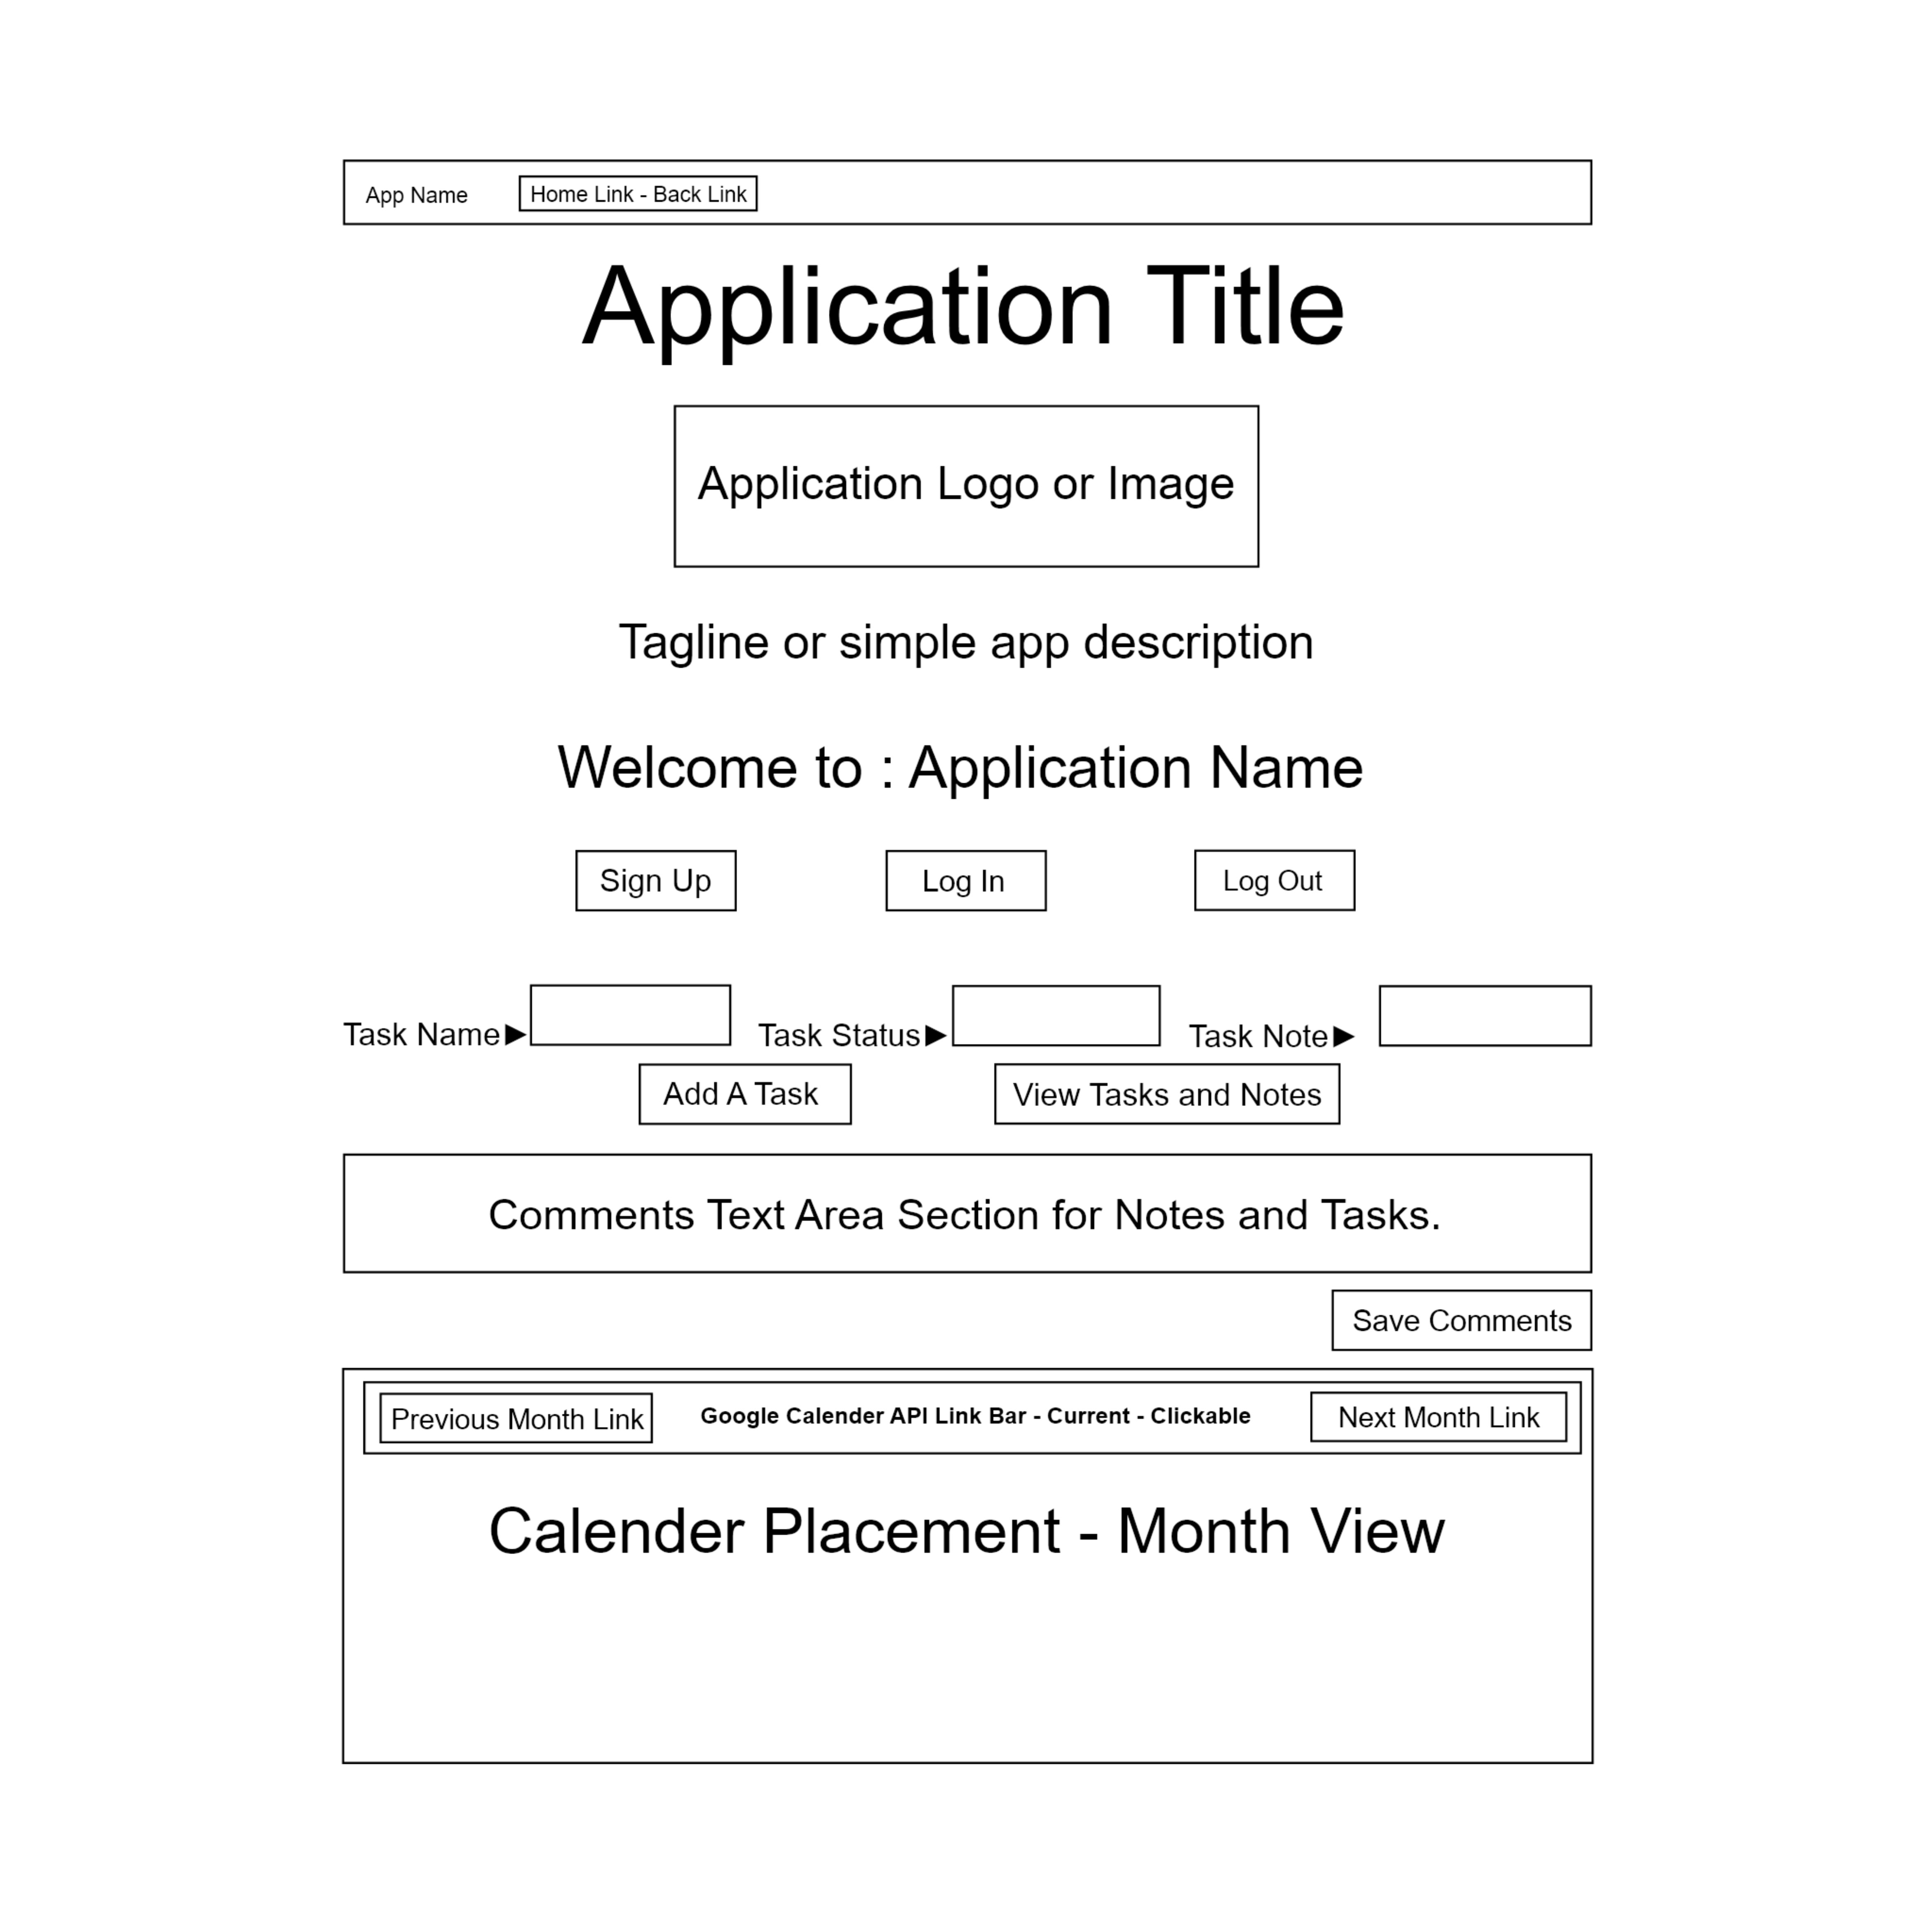 App Name
Home Link - Back Link
Application Title
Application Logo or Image
Tagline or simple app description
Welcome to : Application Name
Sign Up
Log In
Log Out
Task Name
Task Status
Task Note
Add A Task
View Tasks and Notes
Comments Text Area Section for Notes and Tasks.
Save Comments
Previous Month Link
Google Calender API Link Bar - Current - Clickable
Next Month Link
Calender Placement - Month View